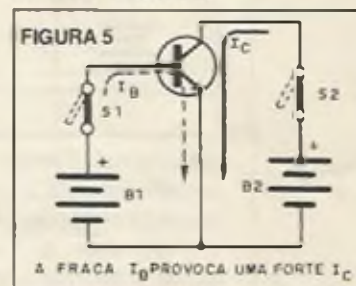 FIGURA 5
IB
IC
S1
S2
+
+
B1
B2
A FRACA IB PROVOCA UMA FORTE IC